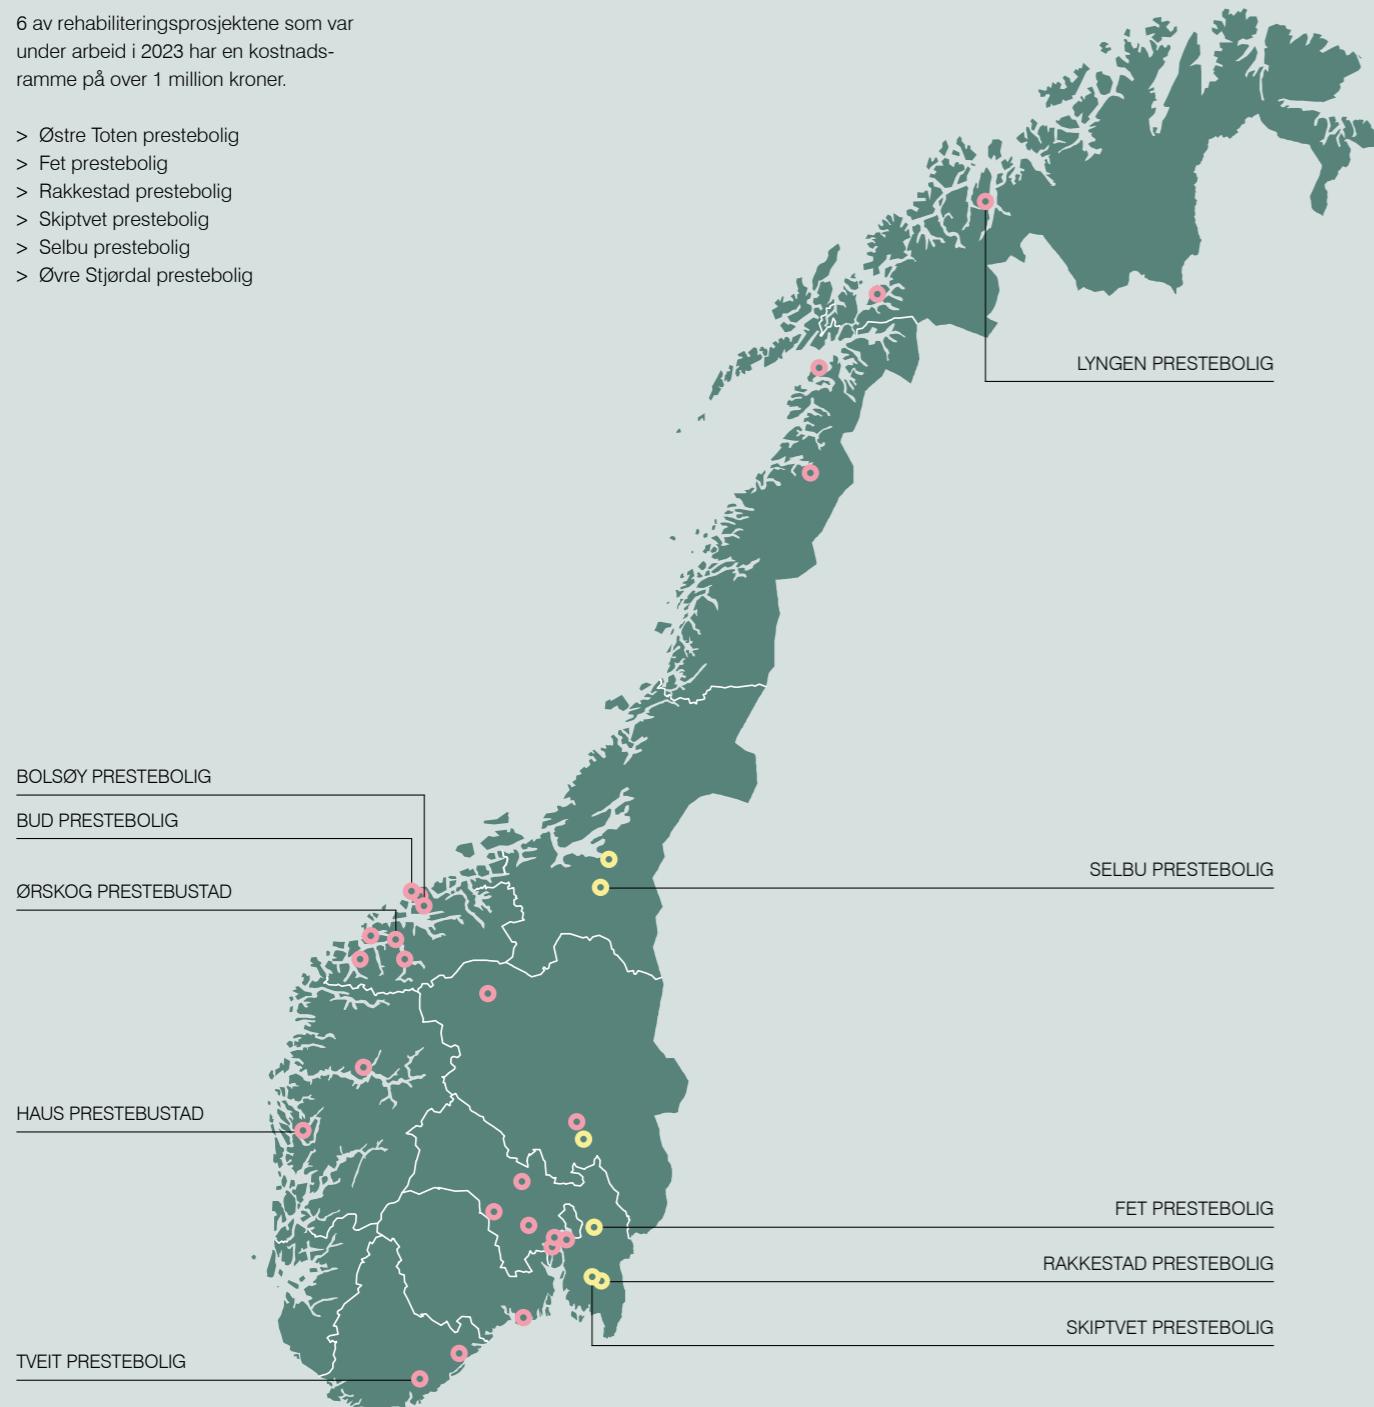 6 av rehabiliteringsprosjektene som var
under arbeid i 2023 har en kostnads-
ramme på over 1 million kroner.
> Østre Toten prestebolig
> Fet prestebolig
> Rakkestad prestebolig
> Skiptvet prestebolig
> Selbu prestebolig
> Øvre Stjørdal prestebolig
LYNGEN PRESTEBOLIG
BOLSØY PRESTEBOLIG
BUD PRESTEBOLIG
SELBU PRESTEBOLIG
ØRSKOG PRESTEBUSTAD
HAUS PRESTEBUSTAD
FET PRESTEBOLIG
RAKKESTAD PRESTEBOLIG
SKIPTVET PRESTEBOLIG
TVEIT PRESTEBOLIG